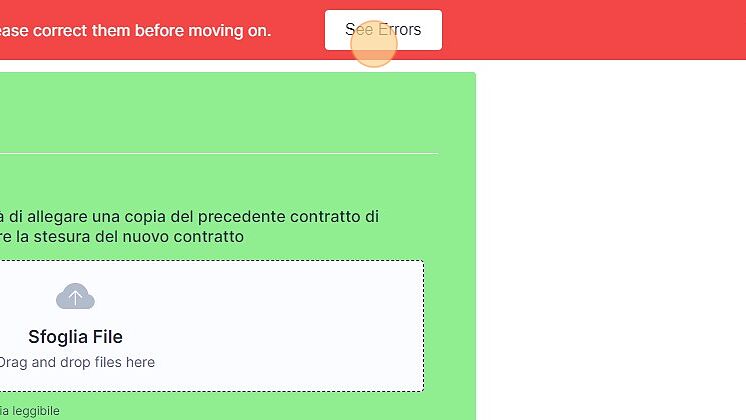 ease correct them before moving on.
See Errors
à di allegare una copia del precedente contratto di
re la stesura del nuovo contratto
Sfoglia File
Drag and drop files here
ia leggibile